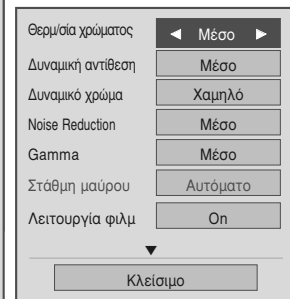 Θερμ/σία χρώματος ◀ Μέσο ▶
Δυναμική αντίθεση Μέσο
Δυναμικό χρώμα Χαμηλό
Noise Reduction Μέσο
Gamma Μέσο
Στάθμη μαύρου Αυτόματο
Λειτουργία φιλμ On
▼
Κλείσιμο